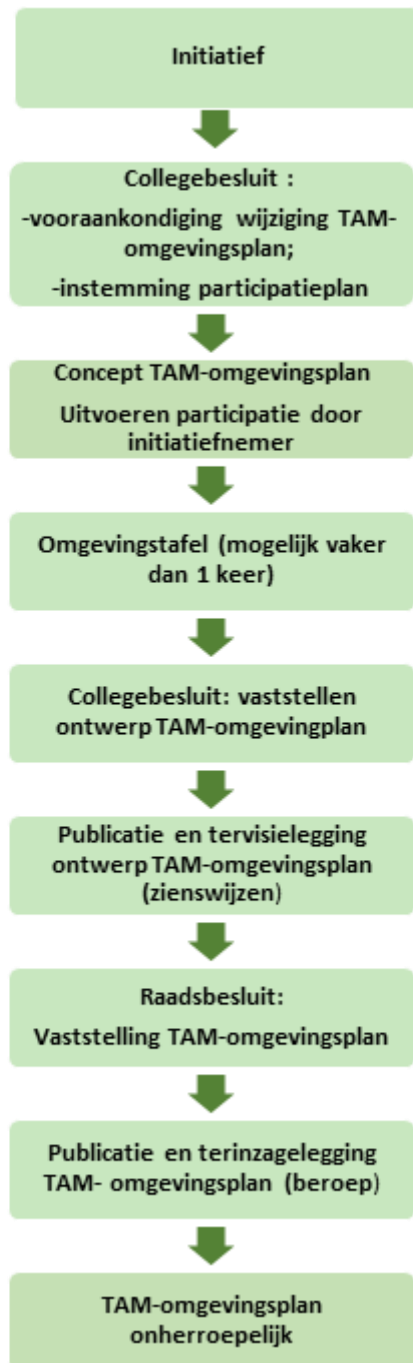 Initiatief
Collegebesluit :
-vooraankondiging wijziging TAM-
omgevingsplan;
-instemming participatieplan
Concept TAM-omgevingsplan
Uitvoeren participatie door
initiatiefnemer
Omgevingstafel (mogelijk vaker
dan 1 keer)
Collegebesluit: vaststellen
ontwerp TAM-omgevingplan
Publicatie en tervisielegging
ontwerp TAM-omgevingsplan
(zienswijzen)
Raadsbesluit:
Vaststelling TAM-omgevingsplan
Publicatie en terinzagelegging
TAM- omgevingsplan (beroep)
TAM-omgevingsplan
onherroepelijk